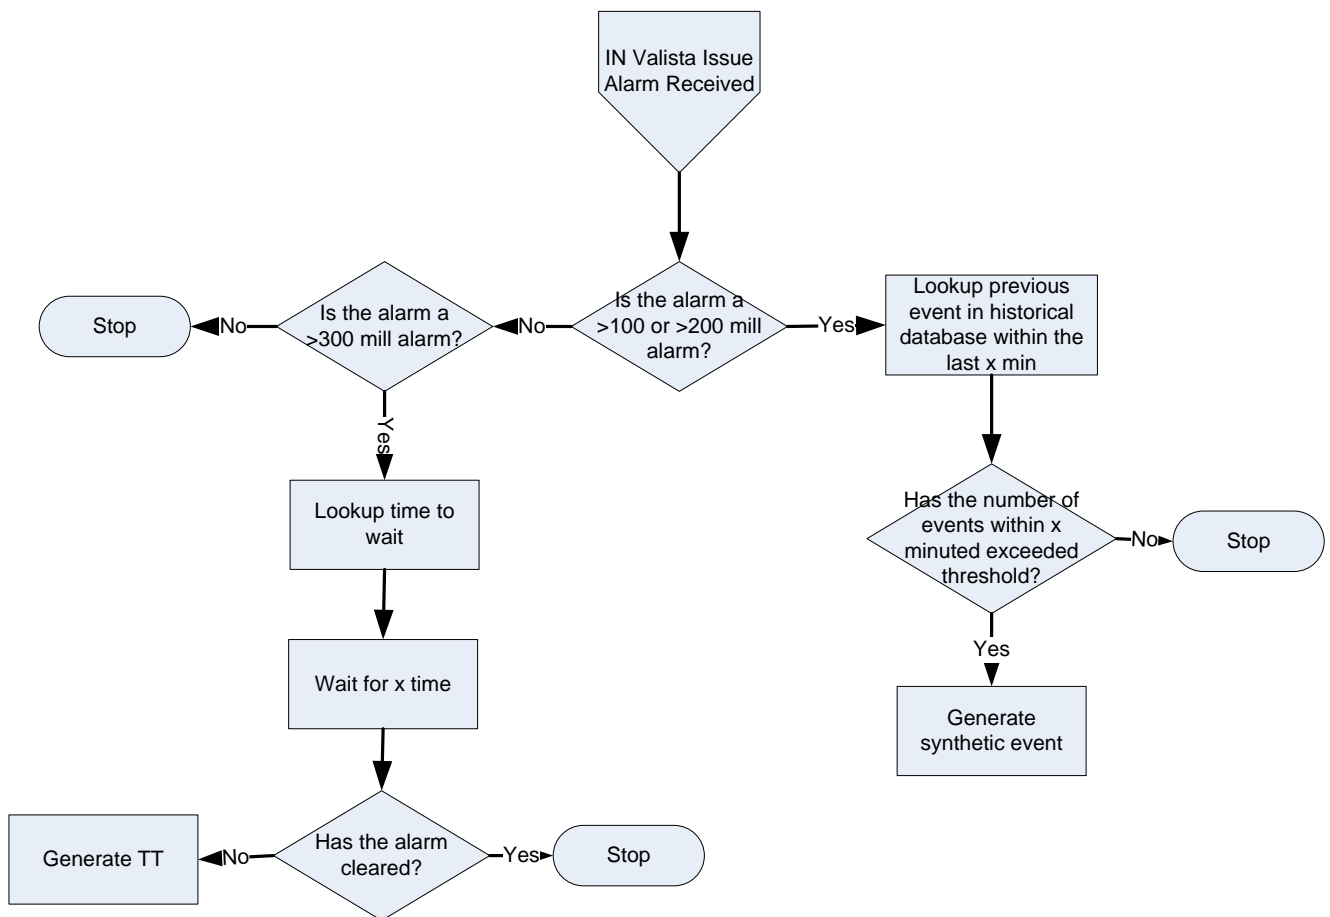 IN Valista Issue
Alarm Received
Is the alarm a
>100 or >200 mill
alarm?
No
Yes
Is the alarm a
>300 mill alarm?
No
Stop
Yes
Lookup time to
wait
Wait for x time
Has the alarm
cleared?
No
Generate TT
Yes
Stop
Lookup previous
event in historical
database within the
last x min
Has the number of
events within x
minuted exceeded
threshold?
No
Stop
Yes
Generate
synthetic event